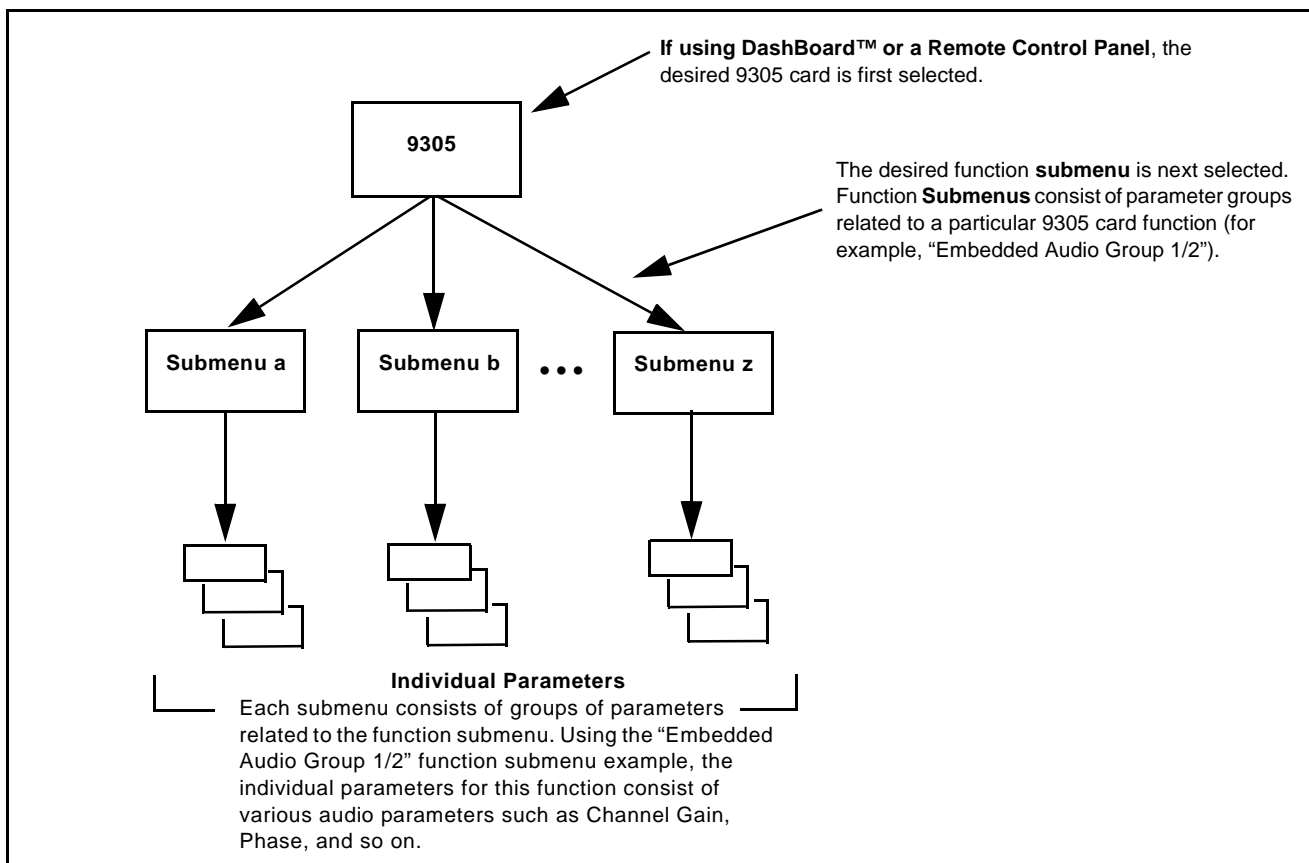 If using DashBoard™ or a Remote Control Panel, the
desired 9305 card is first selected.
9305
The desired function submenu is next selected.
Function Submenus consist of parameter groups
related to a particular 9305 card function (for
example, “Embedded Audio Group 1/2”).
Submenu a
Submenu b
•••
Submenu z
Individual Parameters
Each submenu consists of groups of parameters
related to the function submenu. Using the “Embedded
Audio Group 1/2” function submenu example, the
individual parameters for this function consist of
various audio parameters such as Channel Gain,
Phase, and so on.